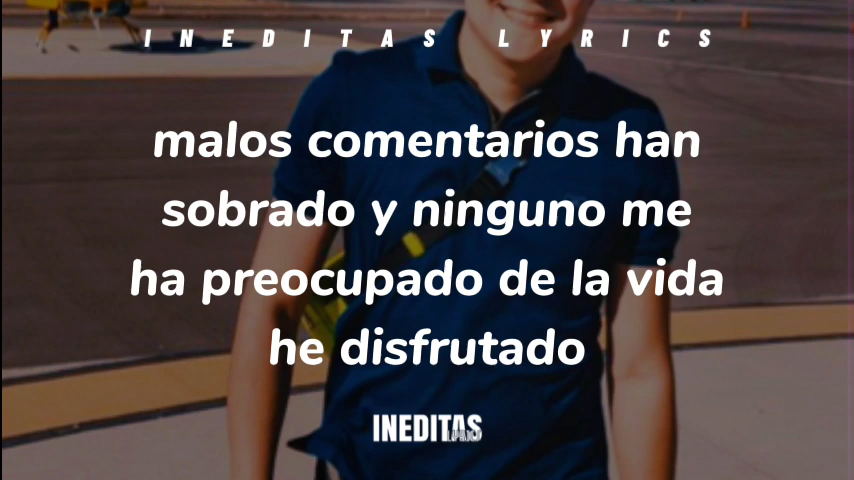 INEDITAS LYRICS
malos comentarios han
sobrado y ninguno me
ha preocupado de la vida
he disfrutado
INEDITAS